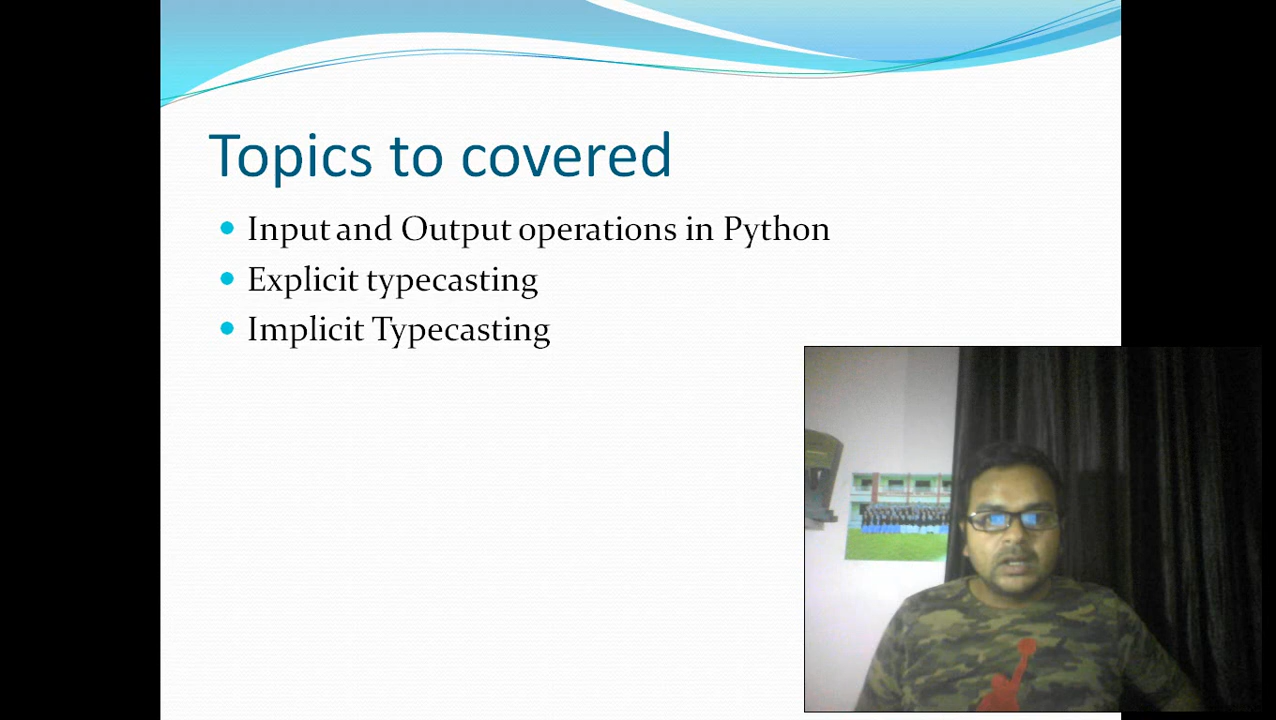 Topics to covered
Input and Output operations in Python
Explicit typecasting
Implicit Typecasting